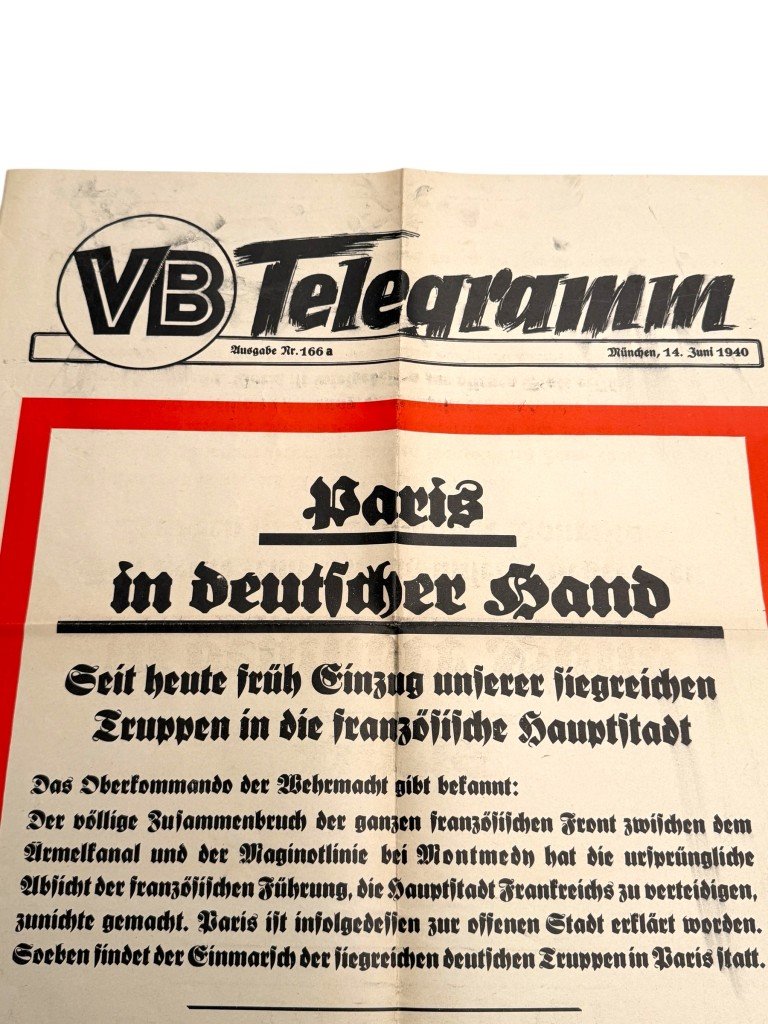 VB Telegramm
Ausgabe Nr. 166a München, 14. Juni 1940
Paris
in deutscher Hand
Seit heute früh Einzug unserer siegreichen
Truppen in die französische Hauptstadt
Das Oberkommando der Wehrmacht gibt bekannt:
Der völlige Zusammenbruch der ganzen französischen Front zwischen dem
Ärmelkanal und der Maginotlinie bei Montmedy hat die ursprüngliche
Absicht der französischen Führung, die Hauptstadt Frankreichs zu verteidigen,
zunichte gemacht. Paris ist infolgedessen zur offenen Stadt erklärt worden.
Soeben findet der Einmarsch der siegreichen deutschen Truppen in Paris statt.